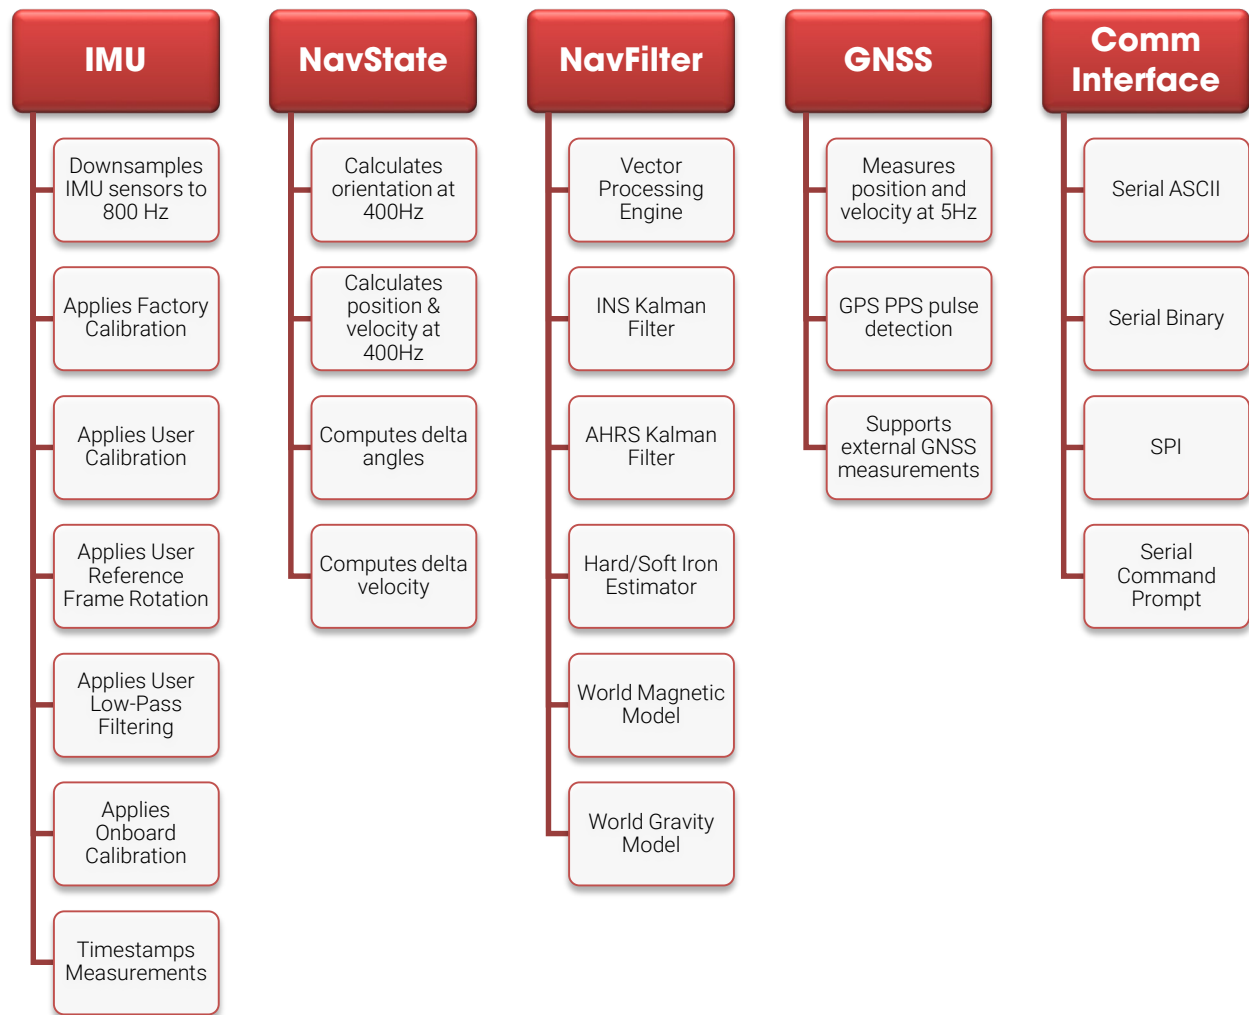 IMU
Downsamples
IMU sensors to
800 Hz
Applies Factory
Calibration
Applies User
Calibration
Applies User
Reference
Frame Rotation
Applies User
Low-Pass
Filtering
Applies
Onboard
Calibration
Timestamps
Measurements
NavState
Calculates
orientation at
400Hz
Calculates
position &
velocity at
400Hz
Computes delta
angles
Computes delta
velocity
NavFilter
Vector
Processing
Engine
INS Kalman
Filter
AHRS Kalman
Filter
Hard/Soft Iron
Estimator
World Magnetic
Model
World Gravity
Model
GNSS
Measures
position and
velocity at 5Hz
GPS PPS pulse
detection
Supports
external GNSS
measurements
Comm
Interface
Serial ASCII
Serial Binary
SPI
Serial
Command
Prompt